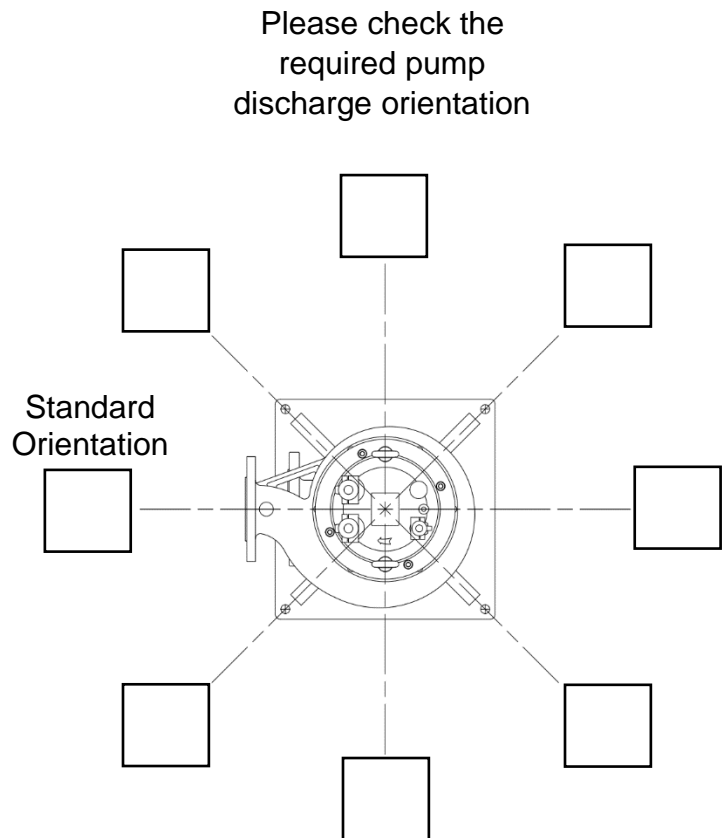 Please check the
required pump
discharge orientation
Standard
Orientation